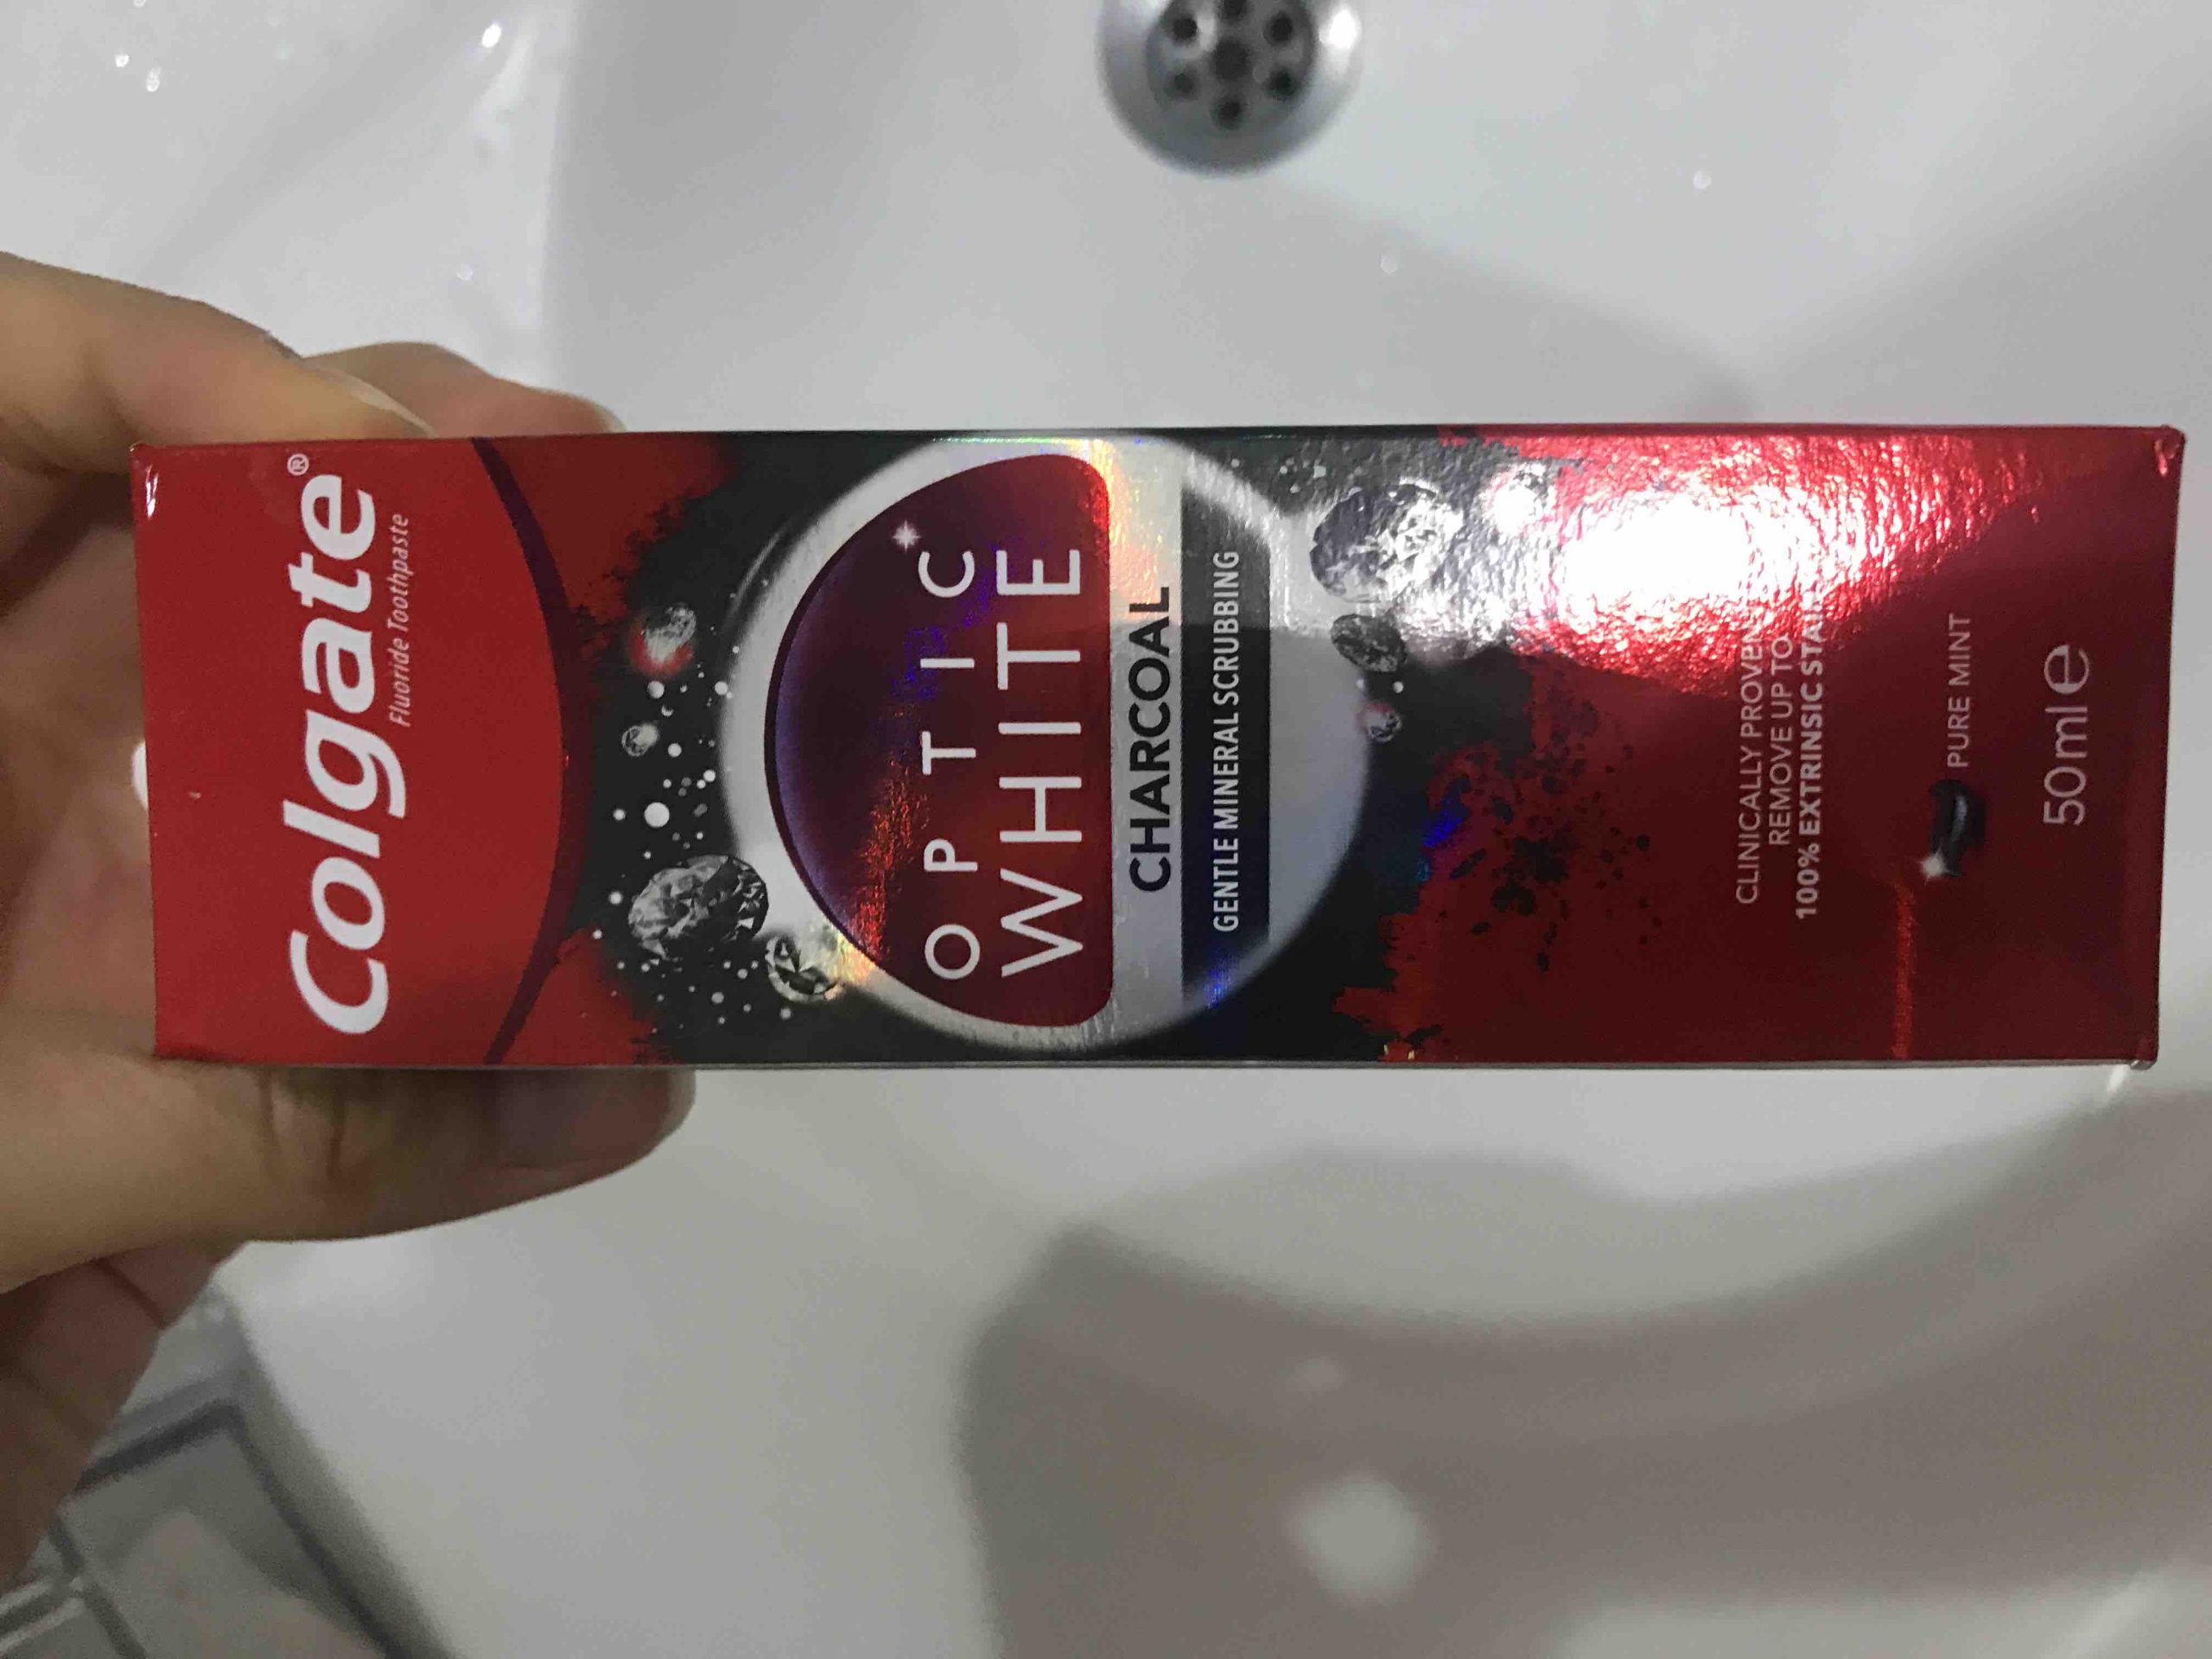 Colgate®
Fluoride Toothpaste
OPTIC
WHITE
CHARCOAL
GENTLE MINERAL SCRUBBING
CLINICALLY PROVEN
REMOVE UP TO
100% EXTRINSIC
PURE MINT
50ml℮